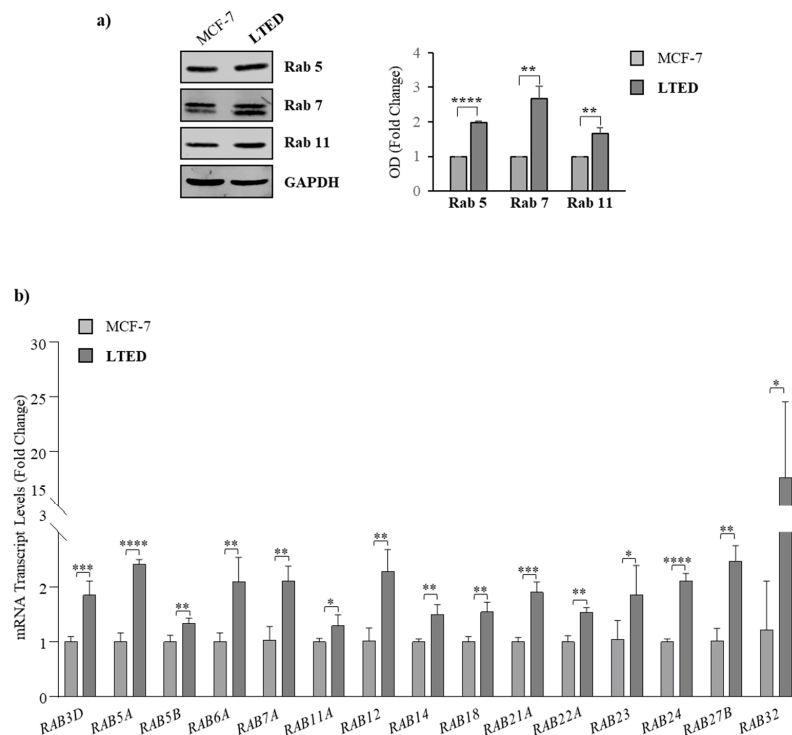 a)
MCF-7 LTED
Rab 5
Rab 7
Rab 11
GAPDH
OD (Fold Change)
4
3
2
1
0
**** ** **
Rab 5 Rab 7 Rab 11
MCF-7
LTED
b)
MCF-7
LTED
mRNA Transcript Levels (Fold Change)
30
25
20
15
3
2
1
0
*** **** ** ** ** * ** ** ** *** ** * **** ** *
RAB3D RAB5A RAB5B RAB6A RAB7A RAB11A RAB12 RAB14 RAB18 RAB21A RAB22A RAB23 RAB24 RAB27B RAB32